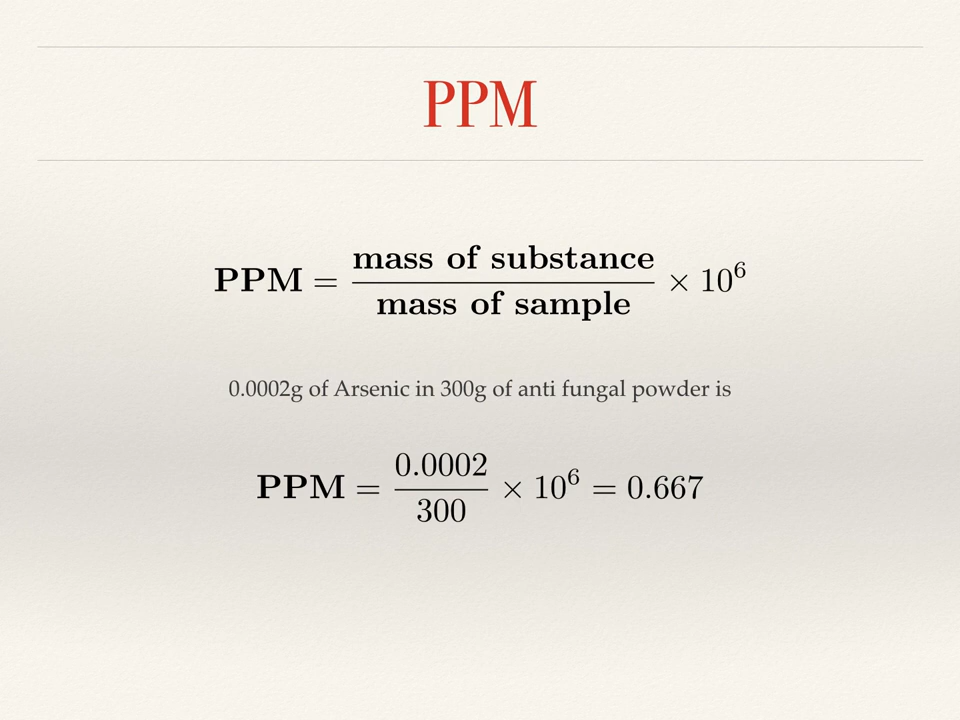 PPM
PPM = mass of substance / mass of sample × 10^6
0.0002g of Arsenic in 300g of anti fungal powder is
PPM = 0.0002 / 300 × 10^6 = 0.667